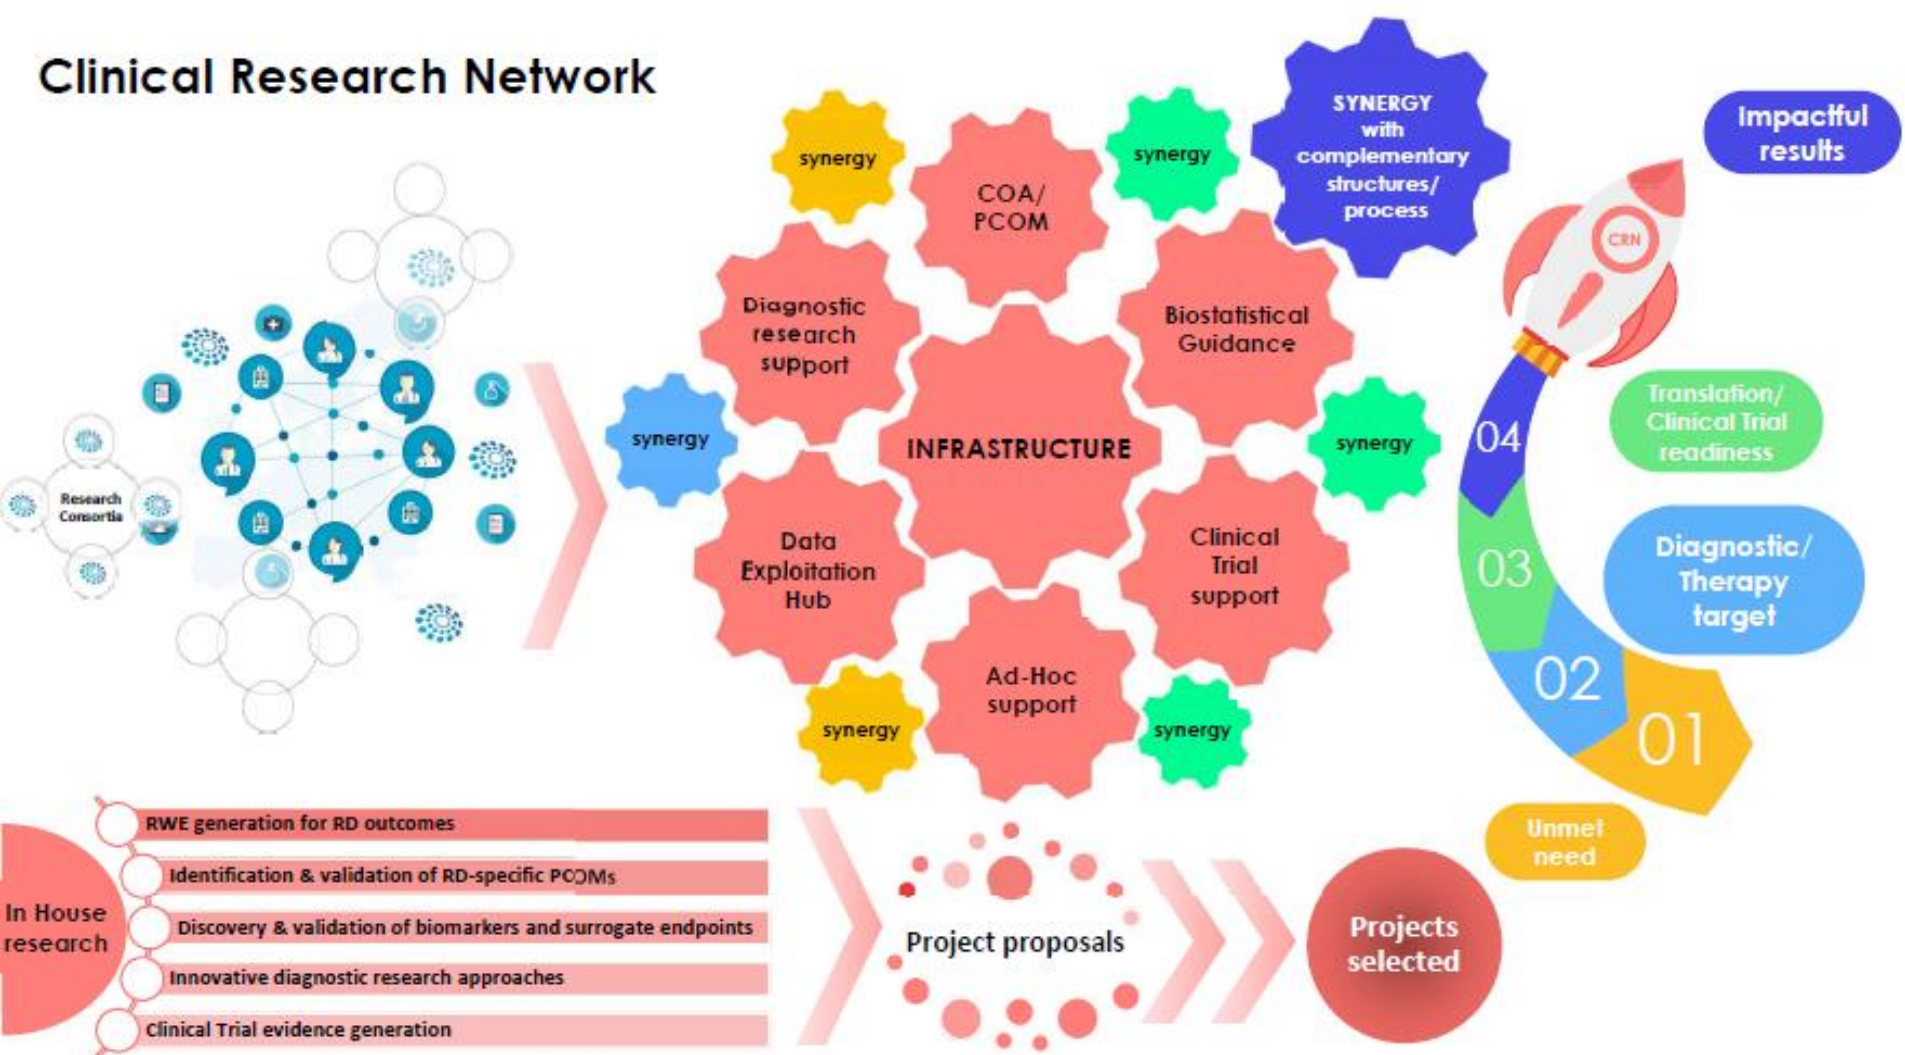 Clinical Research Network
Research
Consortia
synergy
COA/
PCOM
synergy
SYNERGY
with
complementary
structures/
process
Diagnostic
research
support
Biostatistical
Guidance
synergy
INFRASTRUCTURE
synergy
Data
Exploitation
Hub
Clinical
Trial
support
Ad-Hoc
support
synergy
synergy
Impactful
results
CRN
Translation/
Clinical Trial
readiness
04
Diagnostic/
Therapy
target
03
02
01
Unmet
need
In House
research
RWE generation for RD outcomes
Identification & validation of RD-specific PCOMs
Discovery & validation of biomarkers and surrogate endpoints
Innovative diagnostic research approaches
Clinical Trial evidence generation
Project proposals
Projects
selected